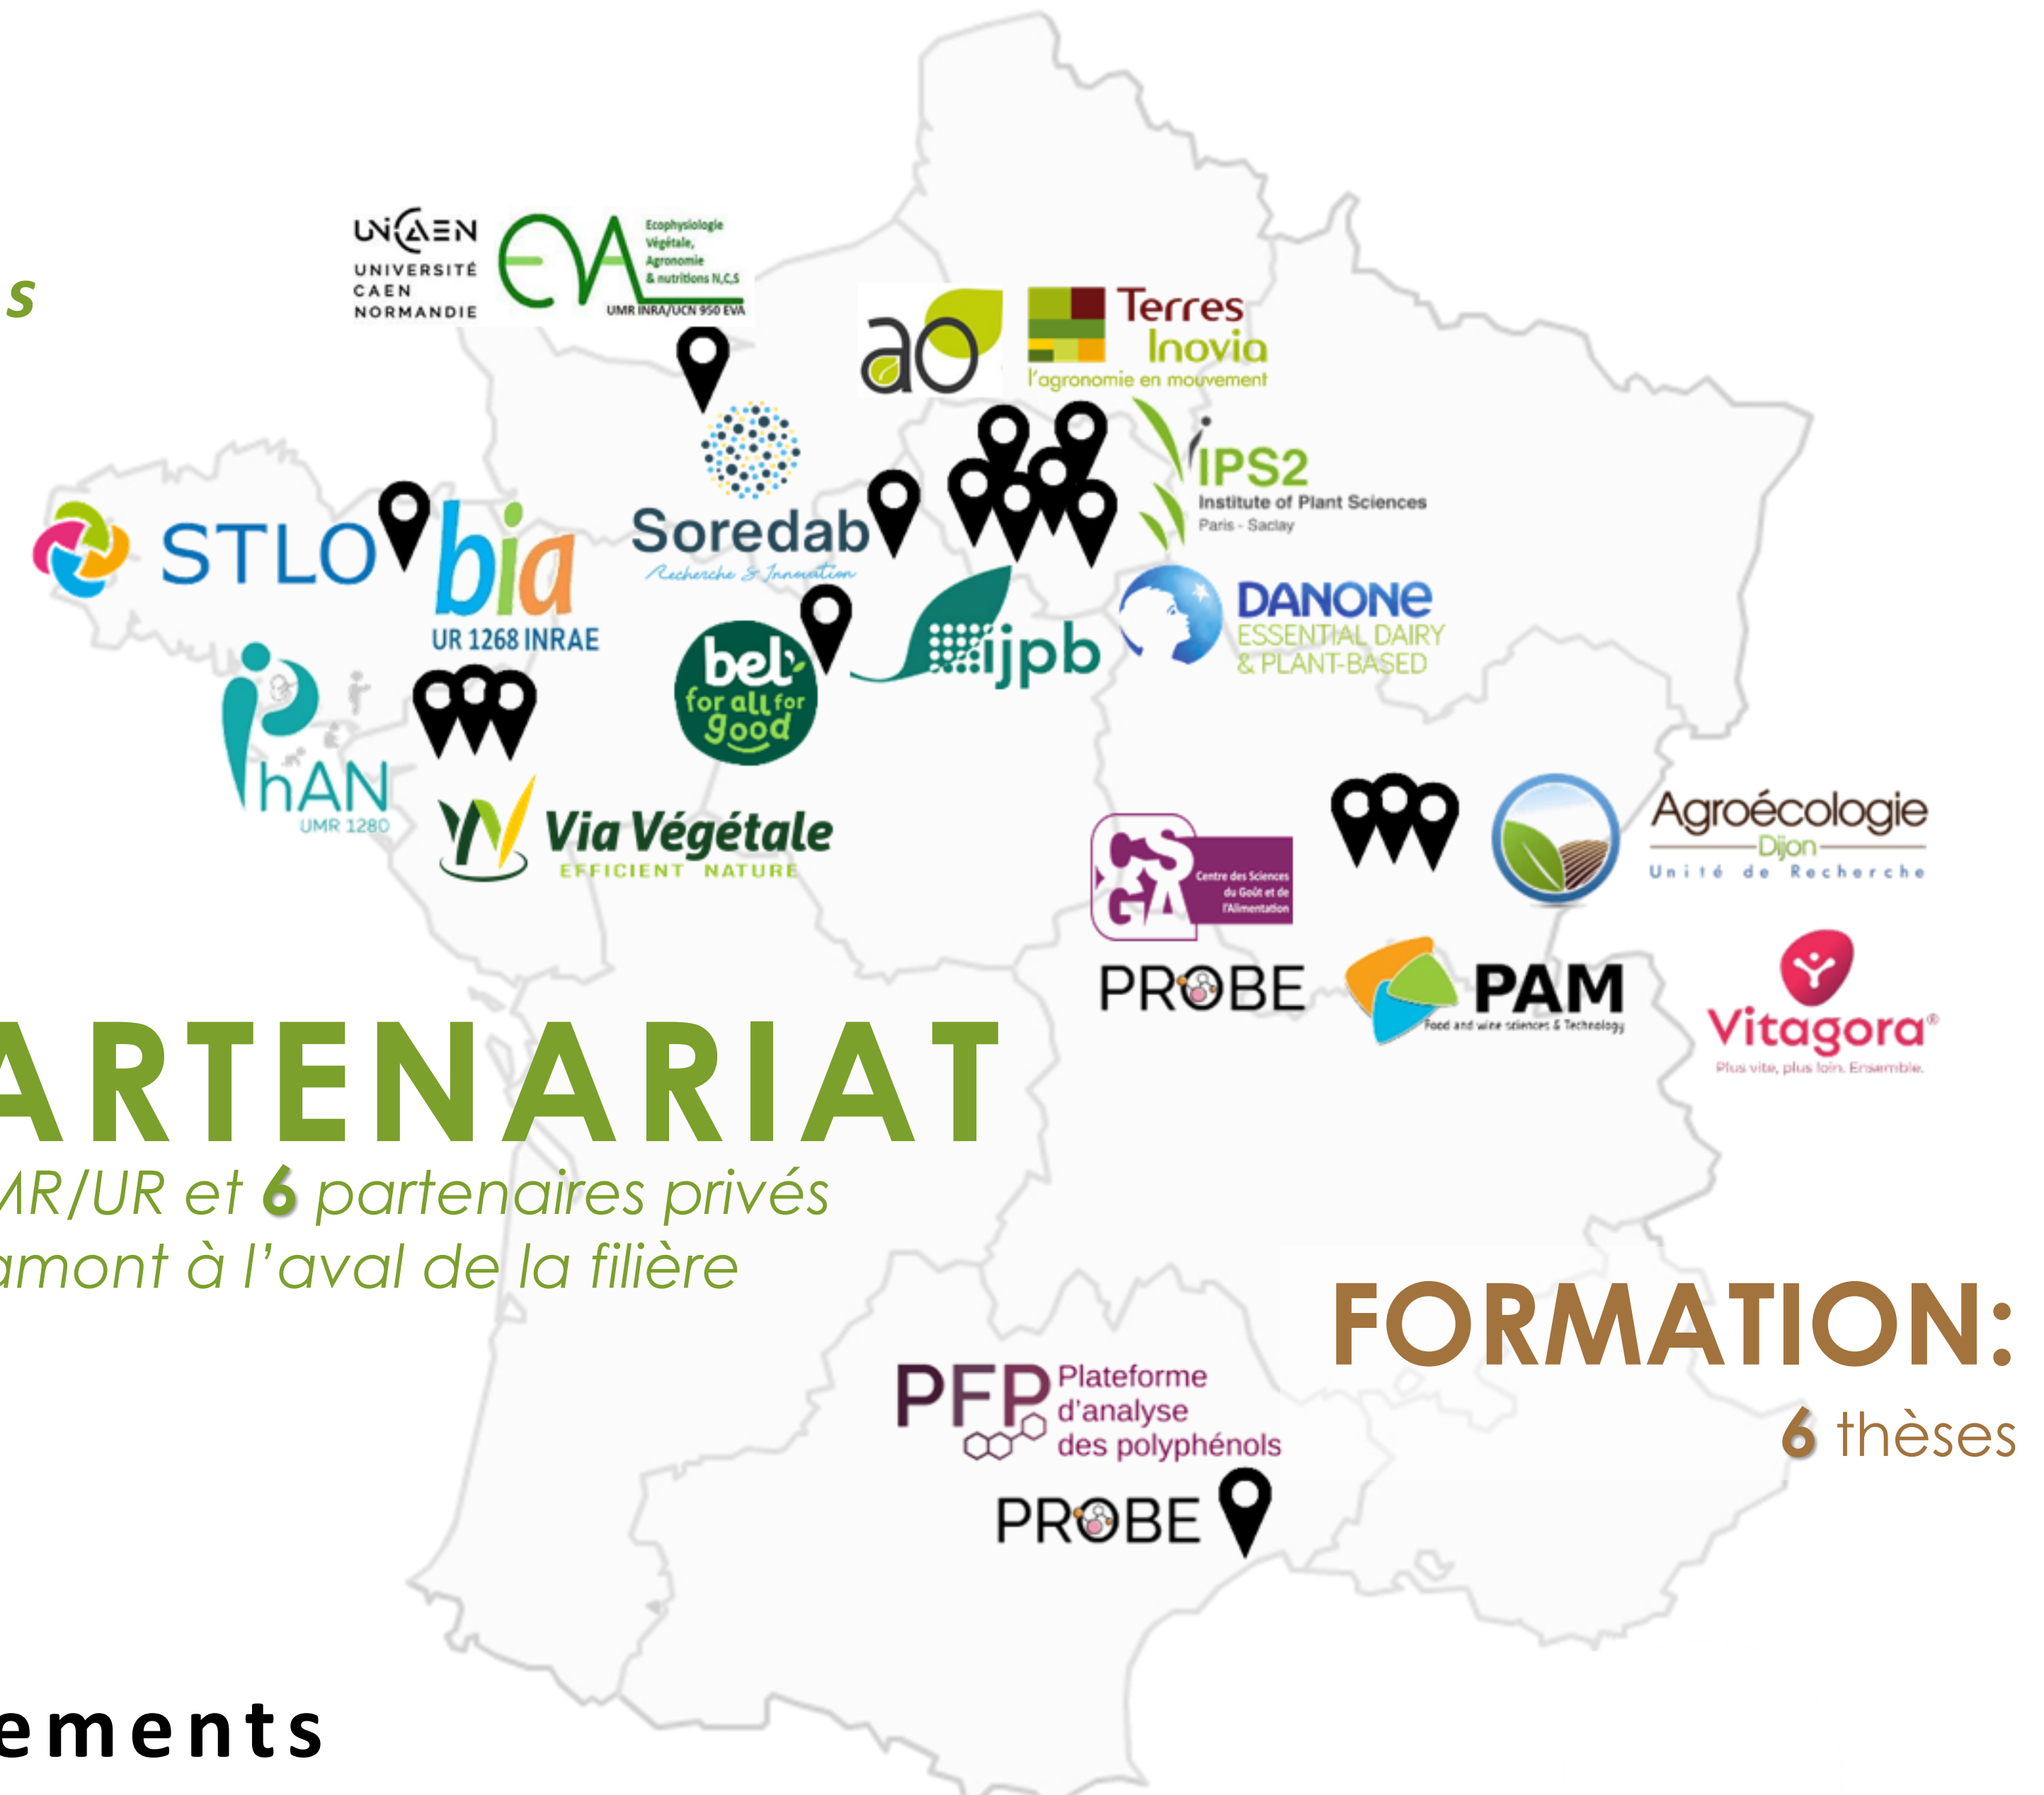 s
UNICAEN
UNIVERSITÉ
CAEN
NORMANDIE
EVA
Ecophysiologie
Végétale,
Agronomie
& nutritions N,C,S
UMR INRA/UCN 950 EVA
ao
Terres
Inovia
l'agronomie en mouvement
IPS2
Institute of Plant Sciences
Paris - Saclay
Soredab
Recherche & Innovation
STLO
bia
UR 1268 INRAE
bel
for all for
good
ijpb
DANONE
ESSENTIAL DAIRY
& PLANT-BASED
PhAN
UMR 1280
Via Végétale
EFFICIENT NATURE
CSGA
Centre des Sciences
du Goût et de
l'Alimentation
Agroécologie
Dijon
Unité de Recherche
PROBE
PAM
Food and wine sciences & Technology
Vitagora®
Plus vite, plus loin. Ensemble.
ARTENARIAT
MR/UR et 6 partenaires privés
amont à l'aval de la filière
FORMATION:
6 thèses
PFP
Plateforme
d'analyse
des polyphénols
PROBE
ements